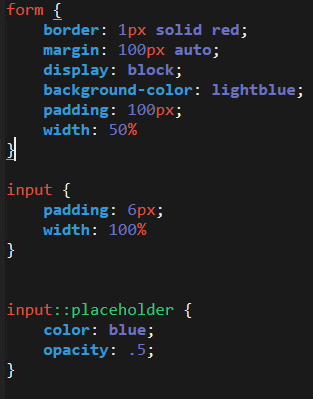 form {
border: 1px solid red;
margin: 100px auto;
display: block;
background-color: lightblue;
padding: 100px;
width: 50%
}
input {
padding: 6px;
width: 100%
}
input::placeholder {
color: blue;
opacity: .5;
}